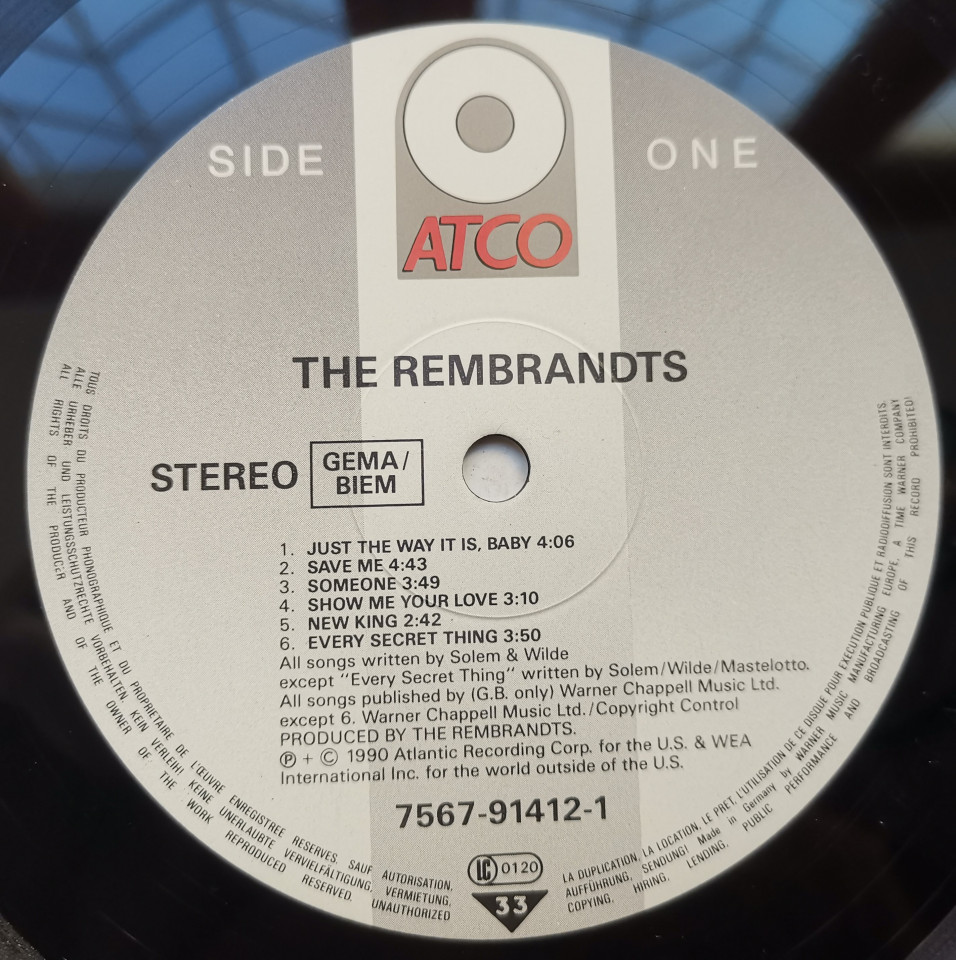 SIDE ONE
ATCO
THE REMBRANDTS
STEREO
GEMA/
BIEM
1. JUST THE WAY IT IS, BABY 4:06
2. SAVE ME 4:43
3. SOMEONE 3:49
4. SHOW ME YOUR LOVE 3:10
5. NEW KING 2:42
6. EVERY SECRET THING 3:50
All songs written by Solem & Wilde
except "Every Secret Thing" written by Solem/Wilde/Mastelotto.
All songs published by (G.B. only) Warner Chappell Music Ltd.
except 6. Warner Chappell Music Ltd./Copyright Control
PRODUCED BY THE REMBRANDTS.
℗ + © 1990 Atlantic Recording Corp. for the U.S. & WEA
International Inc. for the world outside of the U.S.
7567-91412-1
LC 0120
33
TOUS DROITS DU PRODUCTEUR PHONOGRAPHIQUE ET DU PROPRIETAIRE DE L'ŒUVRE ENREGISTREE RESERVES. SAUF AUTORISATION, LA DUPLICATION, LA LOCATION, LE PRET, L'UTILISATION DE CE DISQUE POUR EXECUTION PUBLIQUE ET RADIODIFFUSION SONT INTERDITS.
ALLE URHEBER UND LEISTUNGSSCHUTZRECHTE VORBEHALTEN. KEIN VERLEIH! KEINE UNERLAUBTE VERVIELFÄLTIGUNG, VERMIETUNG, AUFFÜHRUNG, SENDUNG! Made in Germany by WARNER MUSIC MANUFACTURING EUROPE. A TIME WARNER COMPANY
ALL RIGHTS OF THE PRODUCER AND OF THE OWNER OF THE WORK REPRODUCED RESERVED. UNAUTHORIZED COPYING, HIRING, LENDING, PUBLIC PERFORMANCE AND BROADCASTING OF THIS RECORD PROHIBITED!